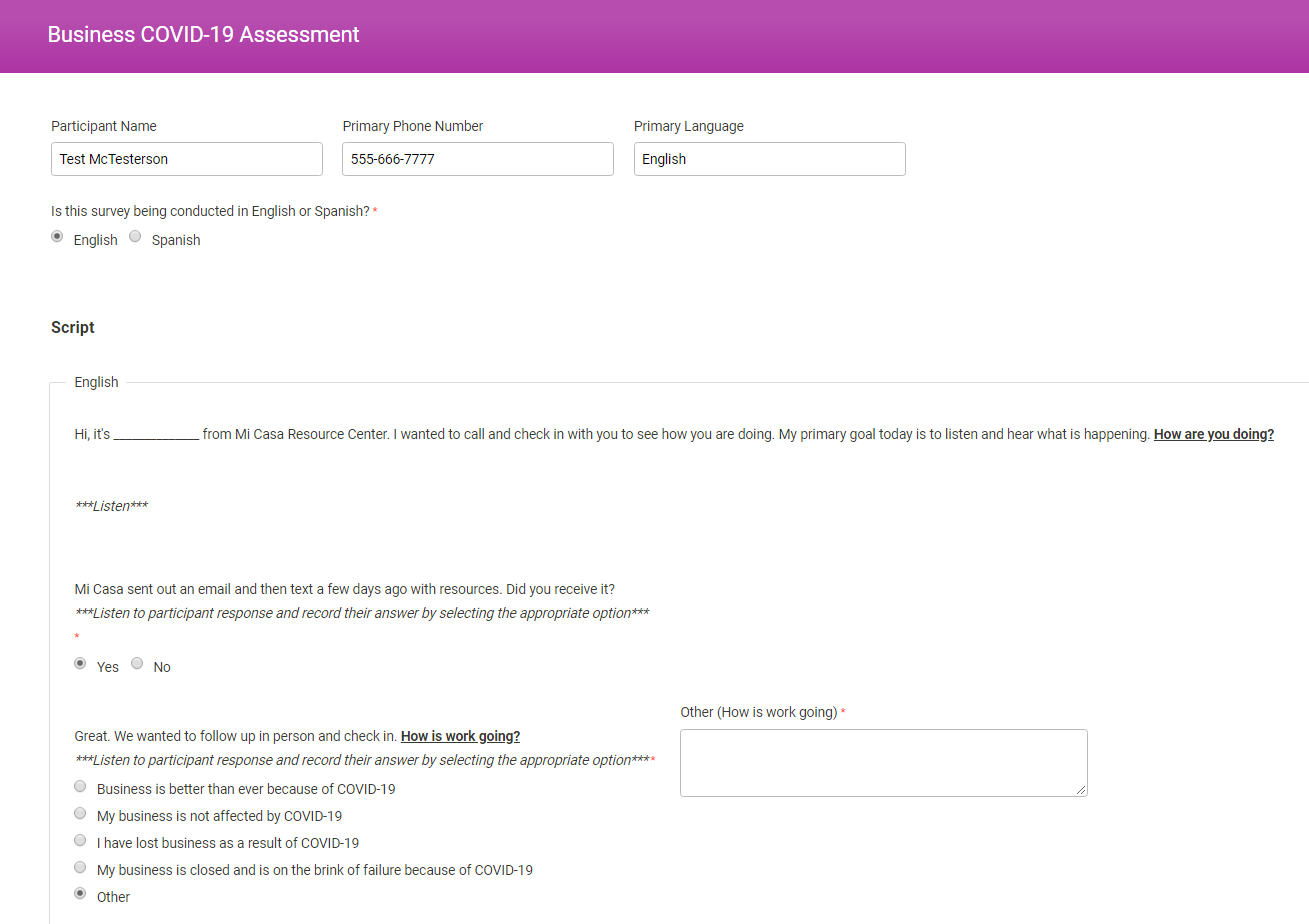 Business COVID-19 Assessment
Participant Name
Primary Phone Number
Primary Language
Test McTesterson
555-666-7777
English
Is this survey being conducted in English or Spanish? *
English
Spanish
Script
English
Hi, it's _____________ from Mi Casa Resource Center. I wanted to call and check in with you to see how you are doing. My primary goal today is to listen and hear what is happening. How are you doing?
***Listen***
Mi Casa sent out an email and then text a few days ago with resources. Did you receive it?
***Listen to participant response and record their answer by selecting the appropriate option***
*
Yes
No
Great. We wanted to follow up in person and check in. How is work going?
***Listen to participant response and record their answer by selecting the appropriate option*** *
Business is better than ever because of COVID-19
My business is not affected by COVID-19
I have lost business as a result of COVID-19
My business is closed and is on the brink of failure because of COVID-19
Other
Other (How is work going) *